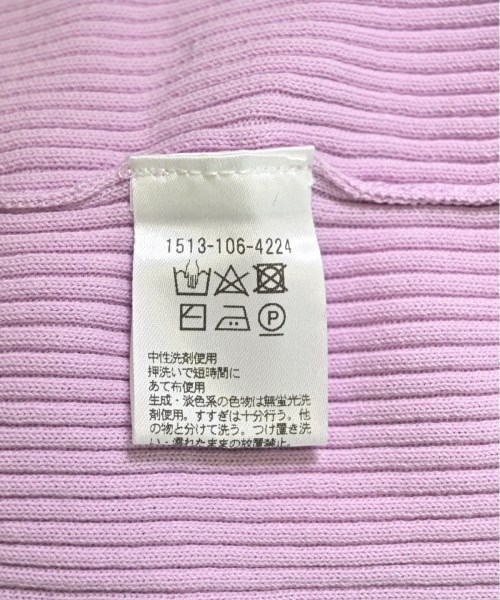 1513-106-4224
P
中性洗剤使用
押洗いで短時間に
あて布使用
生成・淡色系の色物は無蛍光洗
剤使用。すすぎは十分行う。他
の物と分けて洗う。つけ置き洗
い・濡れたままの放置禁止。